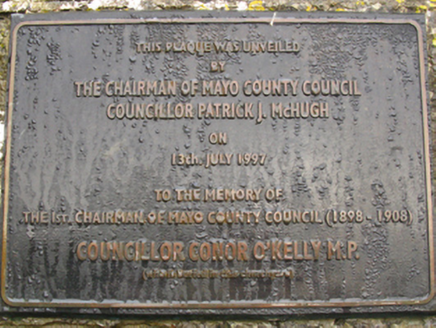 THIS PLAQUE WAS UNVEILED
BY
THE CHAIRMAN OF MAYO COUNTY COUNCIL
COUNCILLOR PATRICK J. McHUGH
ON
13th. JULY 1997
TO THE MEMORY OF
THE 1st. CHAIRMAN OF MAYO COUNTY COUNCIL (1898 - 1908)
COUNCILLOR CONOR O'KELLY M.P.